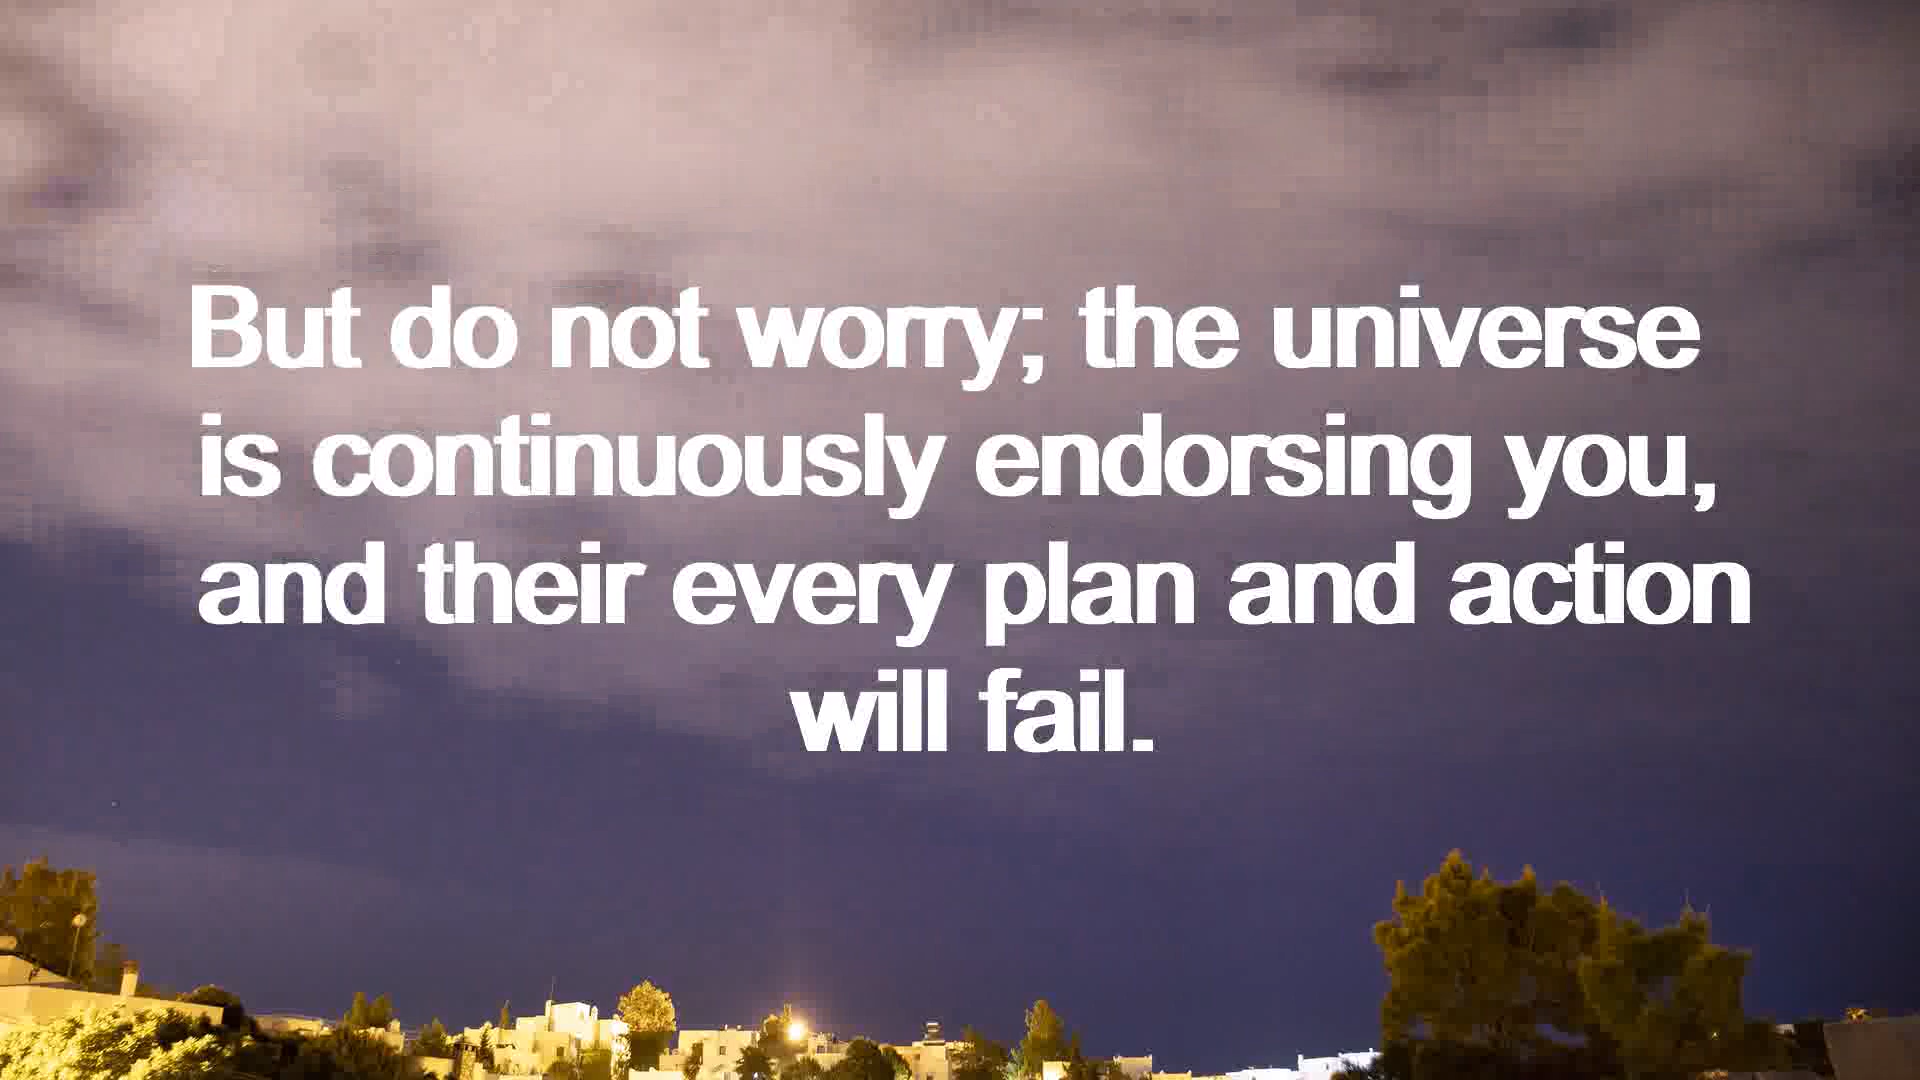 But do not worry; the universe
is continuously endorsing you,
and their every plan and action
will fail.